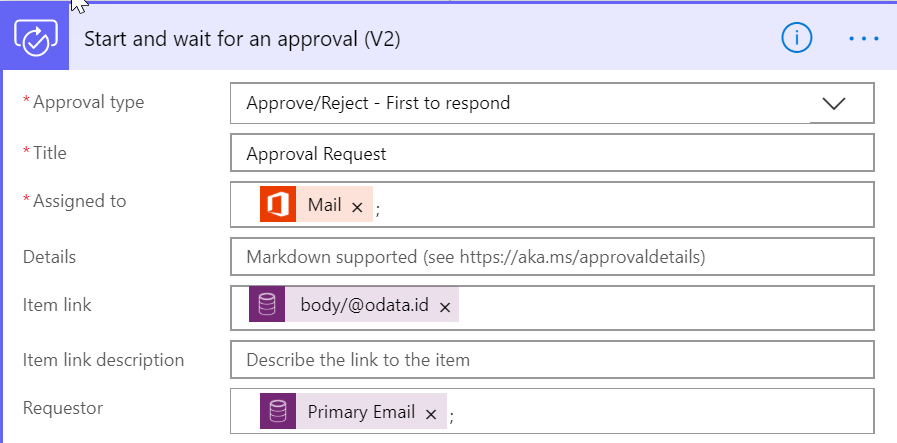 Start and wait for an approval (V2)
* Approval type
Approve/Reject - First to respond
* Title
Approval Request
* Assigned to
Mail × ;
Details
Markdown supported (see https://aka.ms/approvaldetails)
Item link
body/@odata.id ×
Item link description
Describe the link to the item
Requestor
Primary Email × ;